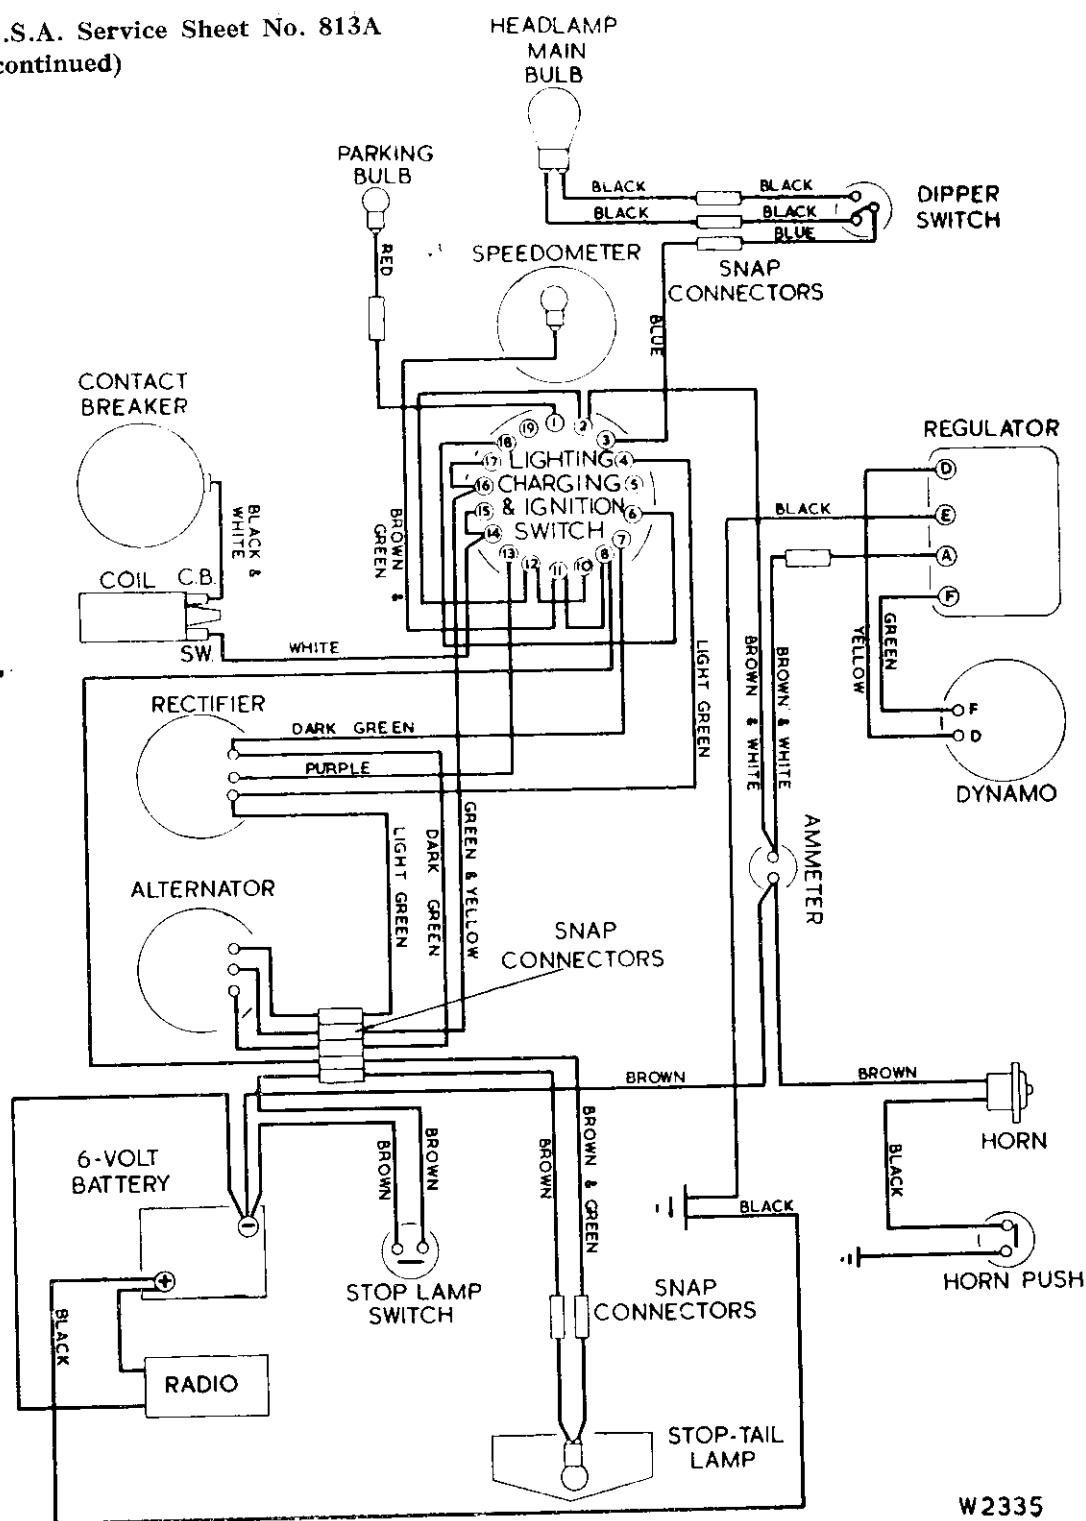 .S.A. Service Sheet No. 813A
continued)
HEADLAMP
MAIN
BULB
PARKING
BULB
BLACK
BLACK
BLACK
BLACK
BLUE
DIPPER
SWITCH
RED
SPEEDOMETER
SNAP
CONNECTORS
BLUE
CONTACT
BREAKER
REGULATOR
1
2
3
4
5
6
7
8
10
11
12
13
14
15
16
17
18
19
LIGHTING
CHARGING
& IGNITION
SWITCH
D
E
A
F
BLACK
BLACK &
WHITE
BROWN &
GREEN
COIL
C.B.
SW.
WHITE
LIGHT GREEN
BROWN & WHITE
BROWN & WHITE
YELLOW
GREEN
RECTIFIER
DARK GREEN
PURPLE
F
D
DYNAMO
LIGHT GREEN
DARK GREEN
GREEN & YELLOW
AMMETER
ALTERNATOR
SNAP
CONNECTORS
BROWN
BROWN
HORN
BROWN
BROWN
BROWN
BROWN & GREEN
BLACK
6-VOLT
BATTERY
−
+
BLACK
STOP LAMP
SWITCH
SNAP
CONNECTORS
HORN PUSH
BLACK
RADIO
STOP-TAIL
LAMP
W2335